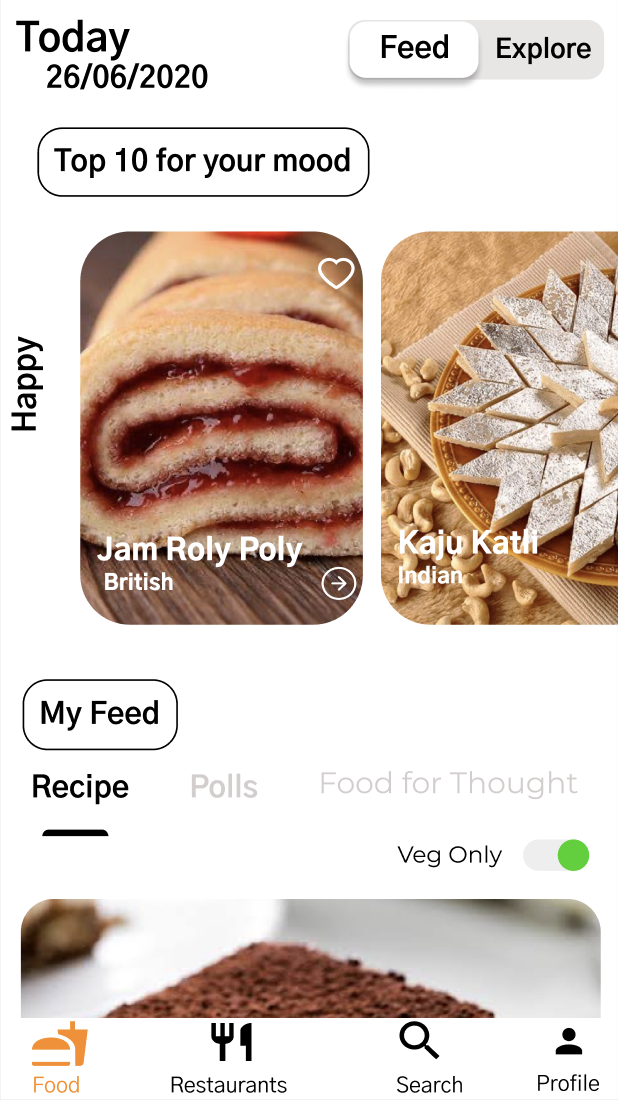 Today
26/06/2020
Feed
Explore
Top 10 for your mood
Happy
Jam Roly Poly
British
Kaju Katli
Indian
My Feed
Recipe
Polls
Food for Thought
Veg Only
Food
Restaurants
Search
Profile